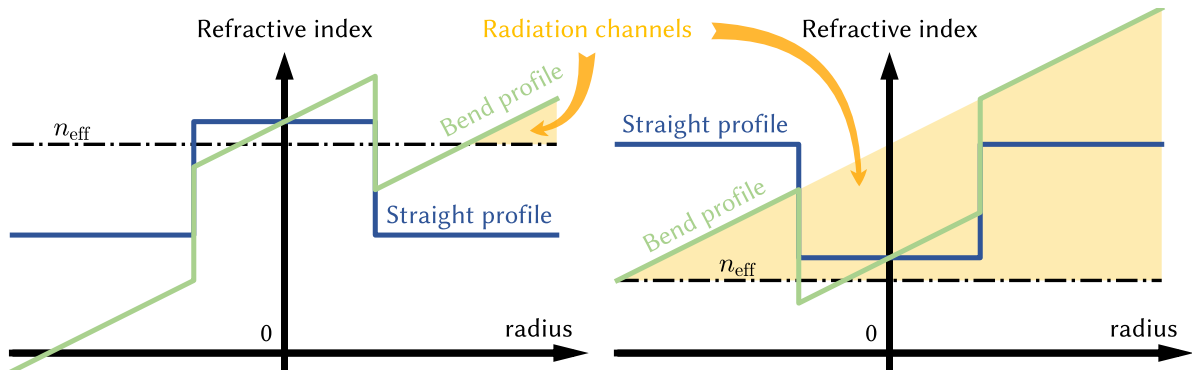 Refractive index
Radiation channels
Refractive index
Bend profile
n_eff
Straight profile
Straight profile
Bend profile
n_eff
0
radius
0
radius